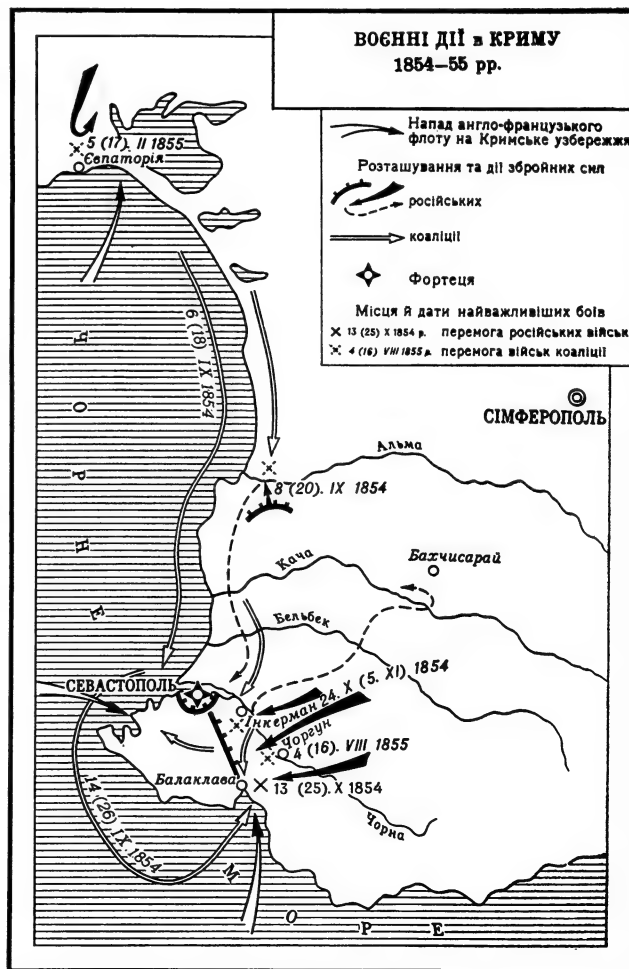 ВОЄННІ ДІЇ в КРИМУ
1854—55 рр.
Напад англо-французького
флоту на Кримське узбережжя
Розташування та дії збройних сил
російських
коаліції
Фортеця
Місця й дати найважливіших боїв
13 (25) X 1854 р. перемога російських військ
4 (16) VIII 1855 р. перемога військ коаліції
5 (17). II 1855
Євпаторія
6 (18) IX 1854
СІМФЕРОПОЛЬ
Альма
8 (20). IX 1854
Кача
Бахчисарай
Бельбек
СЕВАСТОПОЛЬ
Інкерман 24. X (5. XI) 1854
Чоргун
4 (16). VIII 1855
Балаклава
13 (25). X 1854
Чорна
14 (26) IX 1854
ЧОРНЕ
МОРЕ